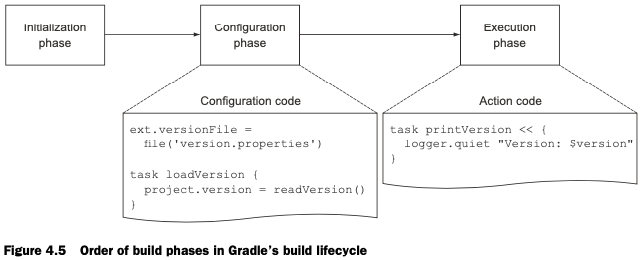 Initialization
phase
Configuration
phase
Execution
phase
Configuration code
ext.versionFile =
file('version.properties')
task loadVersion {
project.version = readVersion()
}
Action code
task printVersion << {
logger.quiet "Version: $version"
}
Figure 4.5 Order of build phases in Gradle's build lifecycle